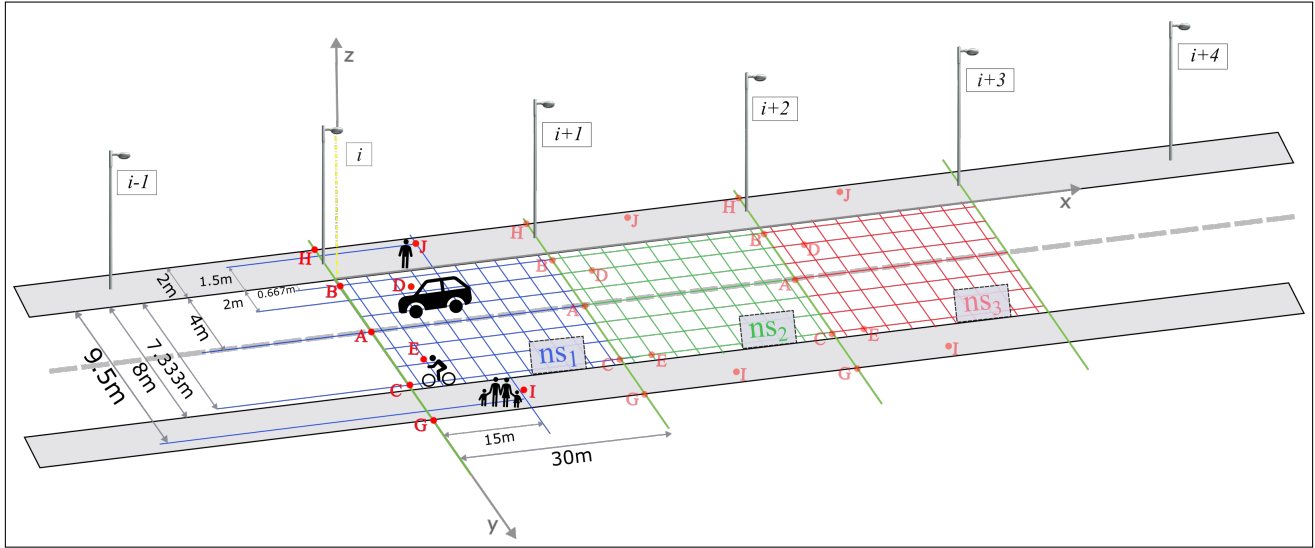 i+4
i+3
i+2
i+1
z
i
i-1
x
H
J
H
J
H
J
B
D
B
D
B
D
A
A
A
1.5m
2m
2m
0.667m
4m
7.333m
8m
9.5m
E
C
E
C
E
C
ns1
ns2
ns3
I
I
I
G
G
G
15m
30m
y